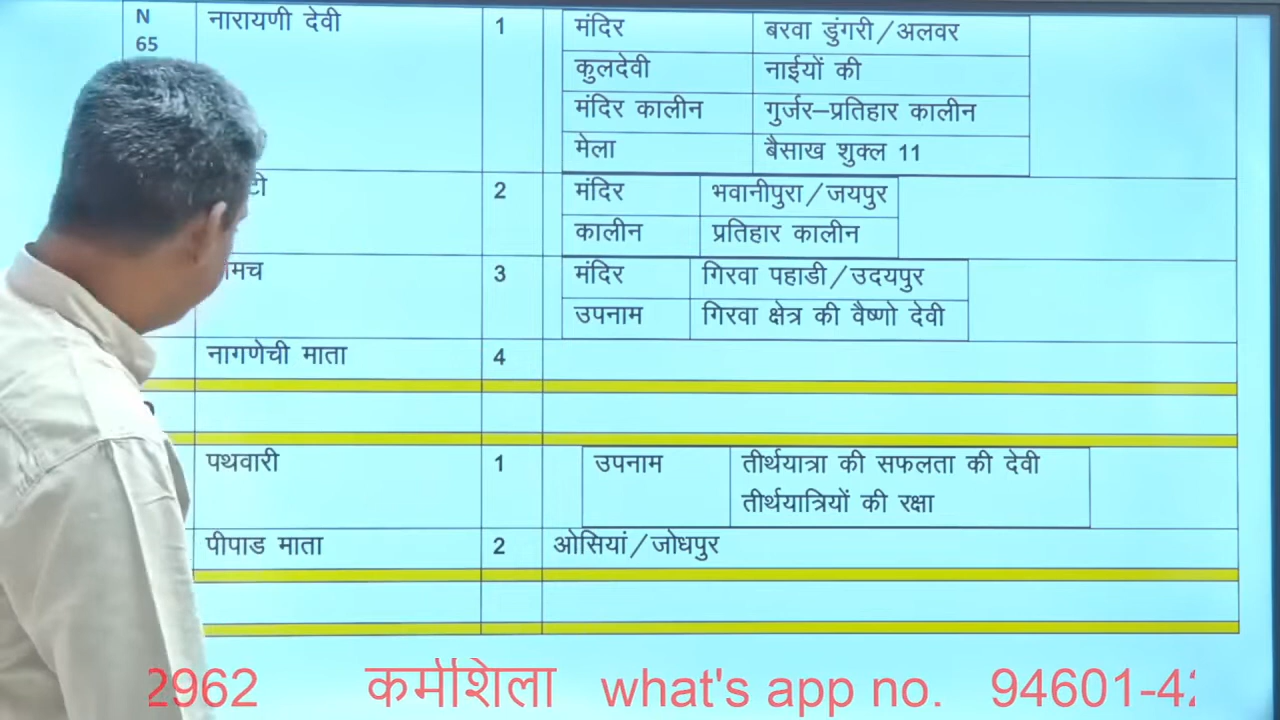 N नारायणी देवी 1 मंदिर बरवा डुंगरी/अलवर
65
कुलदेवी नाईयों की
मंदिर कालीन गुर्जर–प्रतिहार कालीन
मेला बैसाख शुक्ल 11
2 मंदिर भवानीपुरा/जयपुर
कालीन प्रतिहार कालीन
3 मंदिर गिरवा पहाडी/उदयपुर
उपनाम गिरवा क्षेत्र की वैष्णो देवी
नागणेची माता 4
पथवारी 1 उपनाम तीर्थयात्रा की सफलता की देवी
तीर्थयात्रियों की रक्षा
पीपाड माता 2 ओसियां/जोधपुर
2962 कर्मशिला what's app no. 94601-4